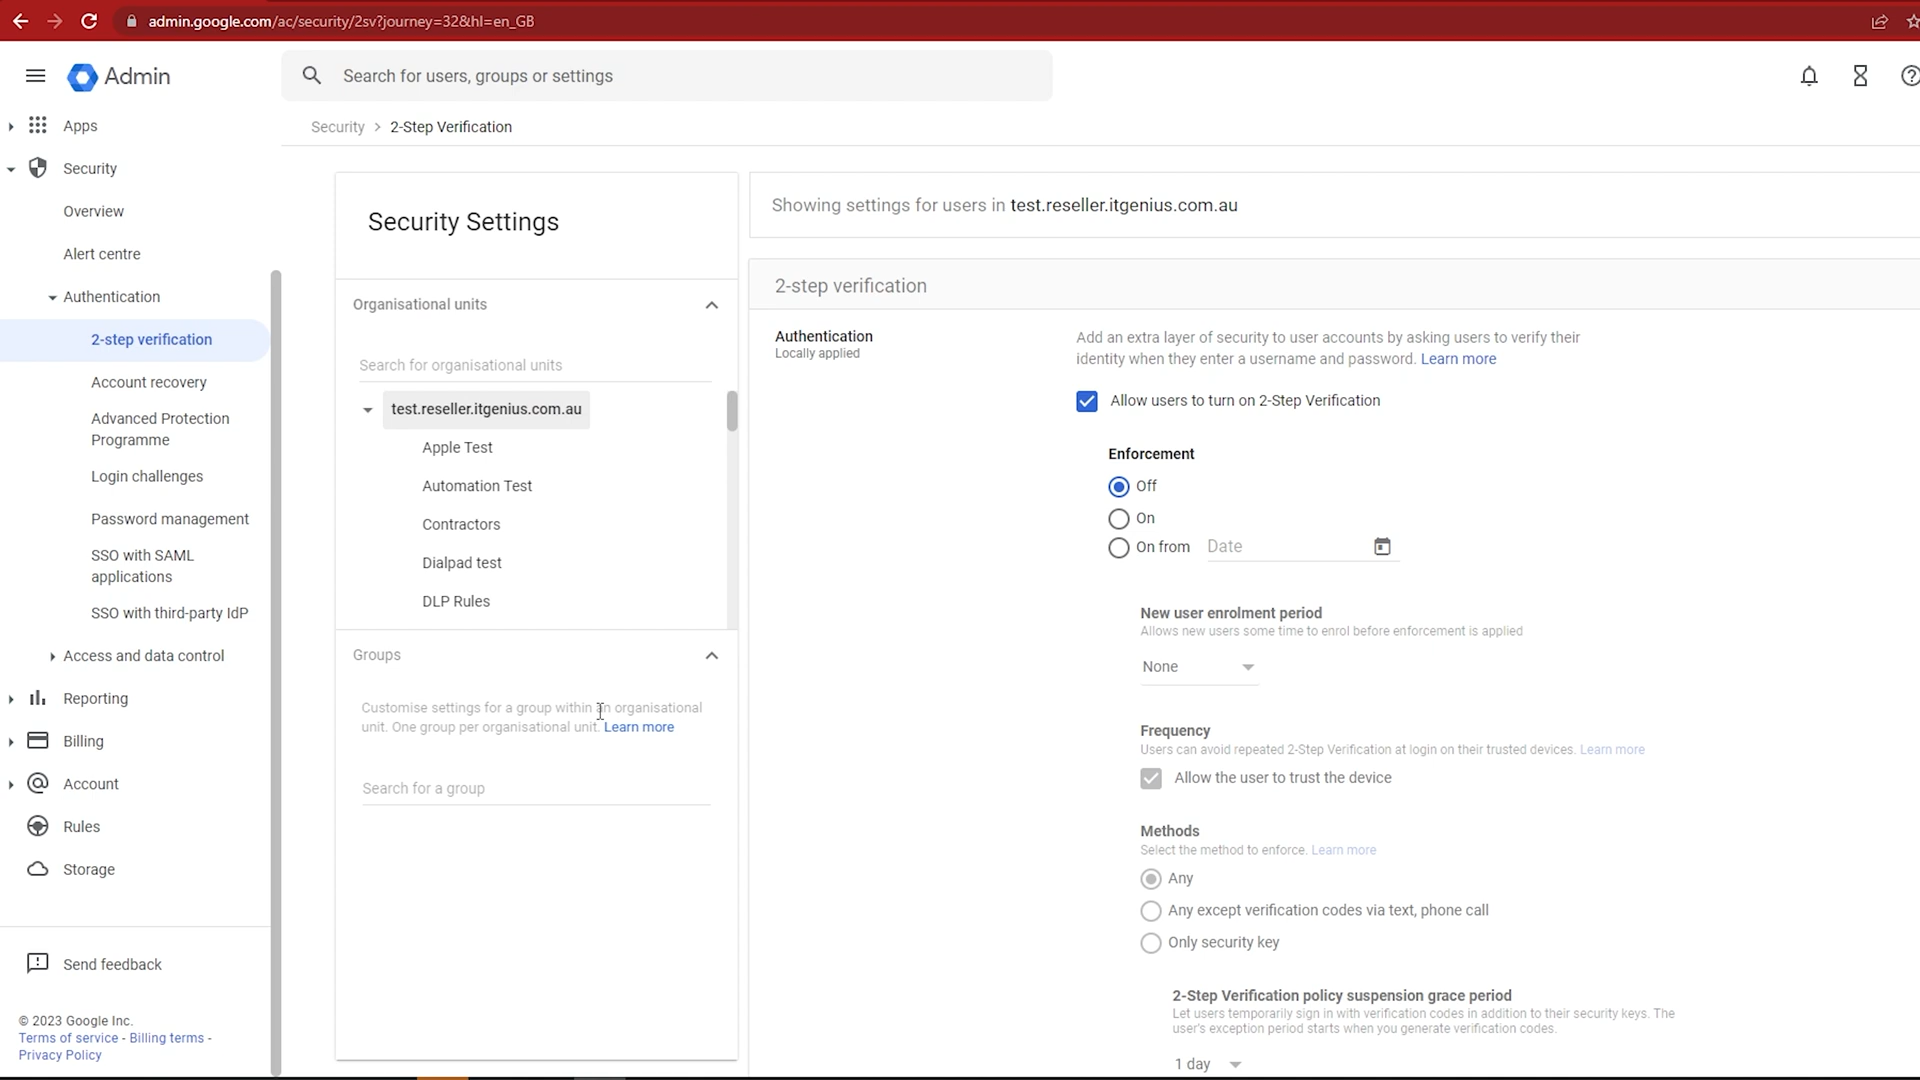 admin.google.com/ac/security/2sv?journey=32&hl=en_GB
Admin
Search for users, groups or settings
Apps
Security
Overview
Alert centre
Authentication
2-step verification
Account recovery
Advanced Protection
Programme
Login challenges
Password management
SSO with SAML
applications
SSO with third-party IdP
Access and data control
Reporting
Billing
Account
Rules
Storage
Send feedback
© 2023 Google Inc.
Terms of service - Billing terms -
Privacy Policy
Security > 2-Step Verification
Security Settings
Organisational units
Search for organisational units
test.reseller.itgenius.com.au
Apple Test
Automation Test
Contractors
Dialpad test
DLP Rules
Groups
Customise settings for a group within an organisational
unit. One group per organisational unit. Learn more
Search for a group
Showing settings for users in test.reseller.itgenius.com.au
2-step verification
Authentication
Locally applied
Add an extra layer of security to user accounts by asking users to verify their
identity when they enter a username and password. Learn more
Allow users to turn on 2-Step Verification
Enforcement
Off
On
On from Date
New user enrolment period
Allows new users some time to enrol before enforcement is applied
None
Frequency
Users can avoid repeated 2-Step Verification at login on their trusted devices. Learn more
Allow the user to trust the device
Methods
Select the method to enforce. Learn more
Any
Any except verification codes via text, phone call
Only security key
2-Step Verification policy suspension grace period
Let users temporarily sign in with verification codes in addition to their security keys. The
user's exception period starts when you generate verification codes.
1 day